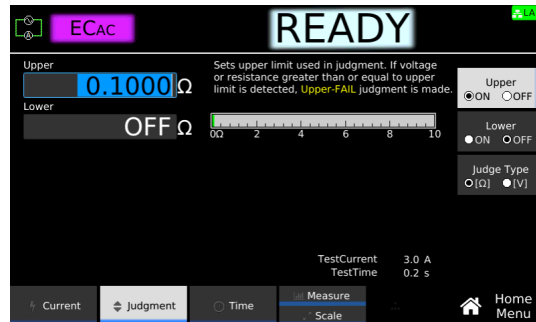 ECAC
READY
LA
Upper
0.1000 Ω
Lower
OFF Ω
Sets upper limit used in judgment. If voltage
or resistance greater than or equal to upper
limit is detected, Upper-FAIL judgment is made.
0Ω 2 4 6 8 10
Upper
ON OFF
Lower
ON OFF
Judge Type
[Ω] [V]
TestCurrent 3.0 A
TestTime 0.2 s
Current
Judgment
Time
Measure
Scale
Home
Menu